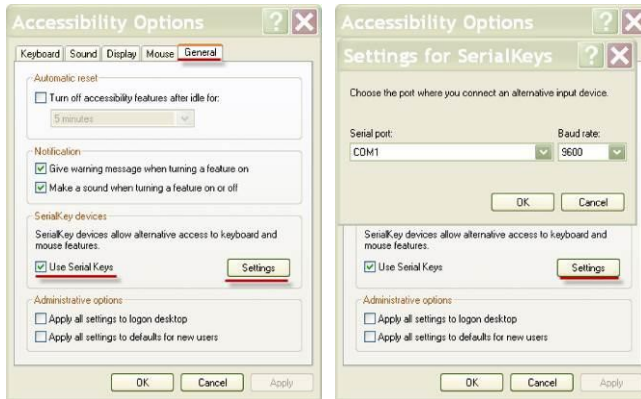 Accessibility Options
Keyboard Sound Display Mouse General
Automatic reset
Turn off accessibility features after idle for:
5 minutes
Notification
Give warning message when turning a feature on
Make a sound when turning a feature on or off
SerialKey devices
SerialKey devices allow alternative access to keyboard and
mouse features.
Use Serial Keys
Settings
Administrative options
Apply all settings to logon desktop
Apply all settings to defaults for new users
OK Cancel Apply
Accessibility Options
Settings for SerialKeys
Choose the port where you connect an alternative input device.
Serial port: Baud rate:
COM1 9600
OK Cancel
SerialKey devices allow alternative access to keyboard and
mouse features.
Use Serial Keys
Settings
Administrative options
Apply all settings to logon desktop
Apply all settings to defaults for new users
OK Cancel Apply